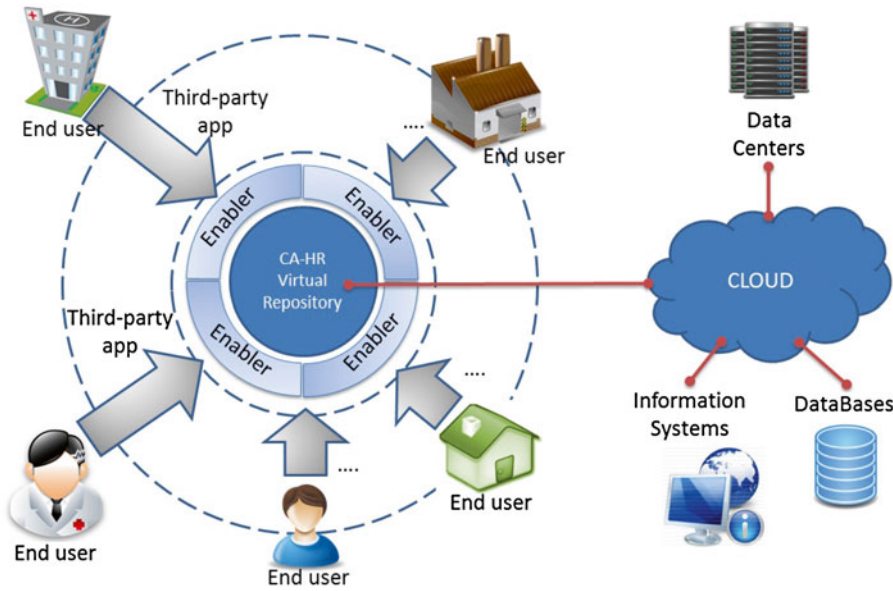 End user
Third-party
app
....
End user
Data
Centers
Enabler
Enabler
CA-HR
Virtual
Repository
CLOUD
Third-party
app
Enabler
Enabler
....
....
Information
Systems
DataBases
End user
End user
End user